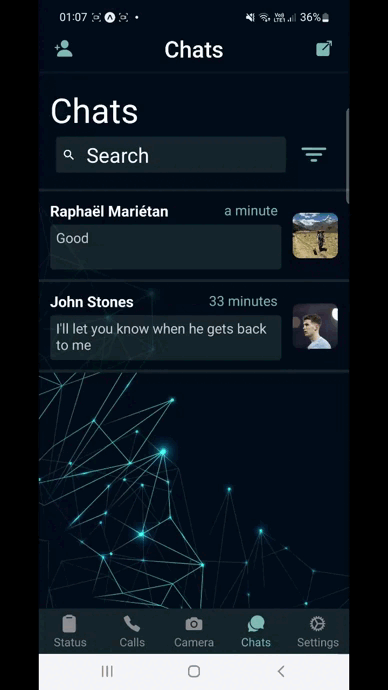 01:07
36%
Chats
Chats
Search
Raphaël Mariétan
a minute
Good
John Stones
33 minutes
I'll let you know when he gets back
to me
Status
Calls
Camera
Chats
Settings